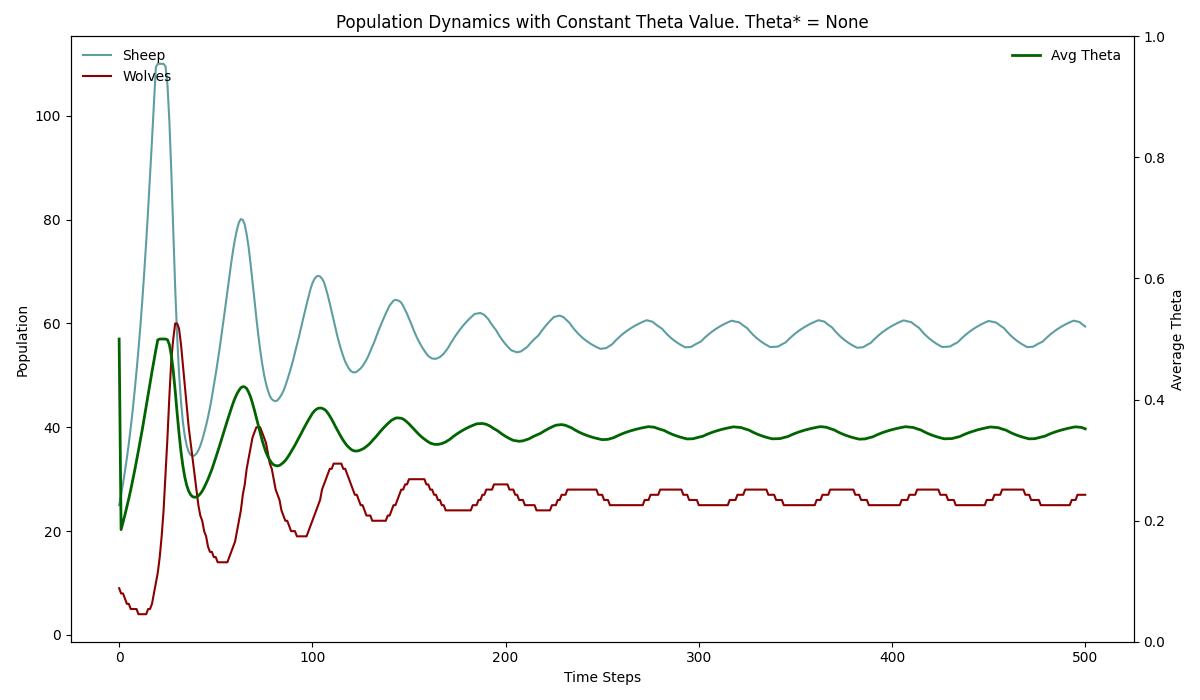 Population Dynamics with Constant Theta Value. Theta* = None
Sheep
Wolves
Avg Theta
Population
100
80
60
40
20
0
1.0
0.8
0.6
0.4
0.2
0.0
Average Theta
0 100 200 300 400 500
Time Steps